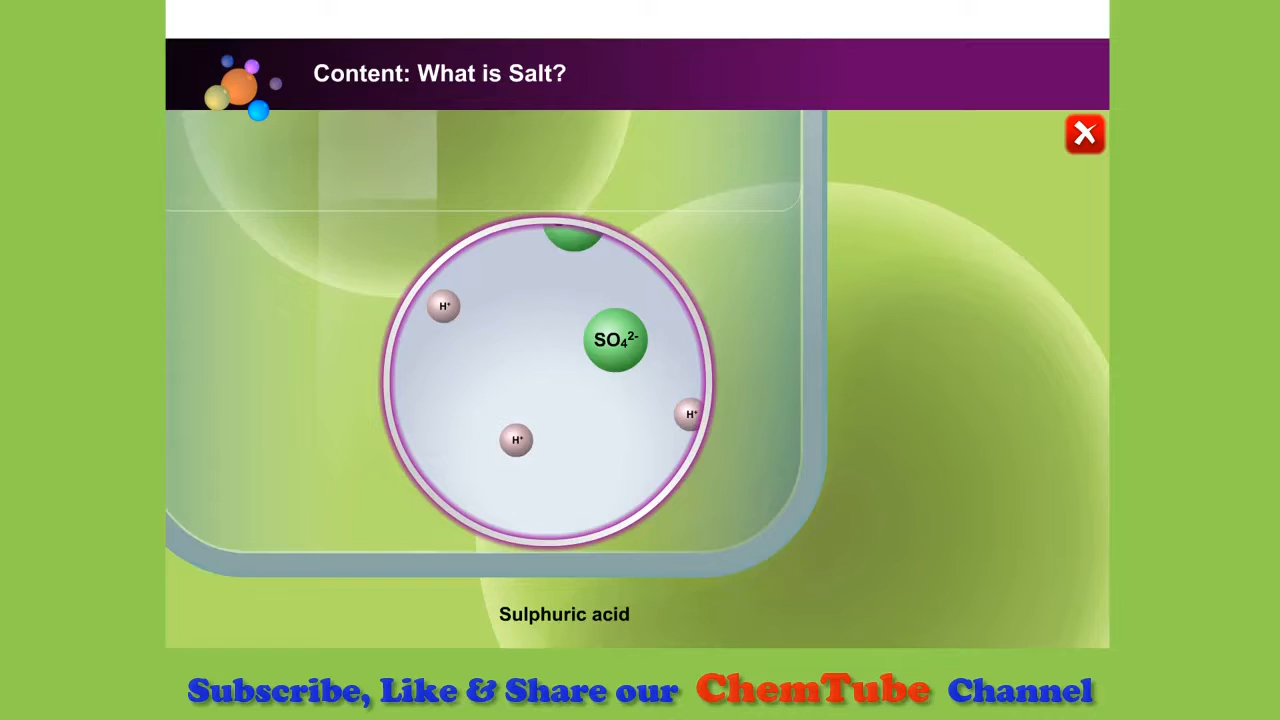 Content: What is Salt?
H⁺
SO₄²⁻
H⁺
H⁺
Sulphuric acid
Subscribe, Like & Share our ChemTube Channel